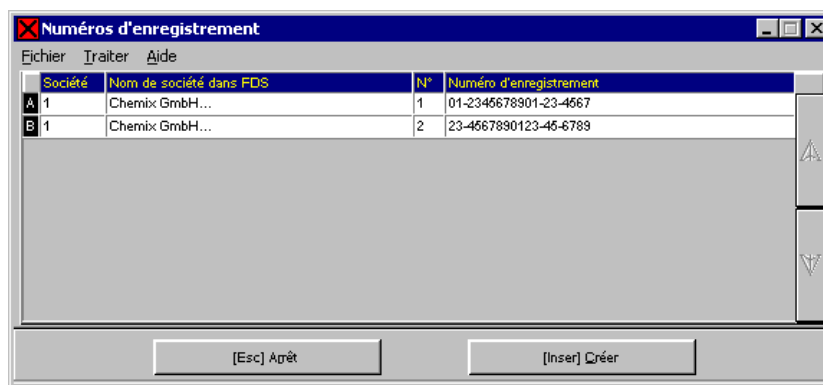 Numéros d'enregistrement
Fichier Traiter Aide
Société Nom de société dans FDS N° Numéro d'enregistrement
A 1 Chemix GmbH... 1 01-2345678901-23-4567
B 1 Chemix GmbH... 2 23-4567890123-45-6789
[Esc] Arrêt [Inser] Créer